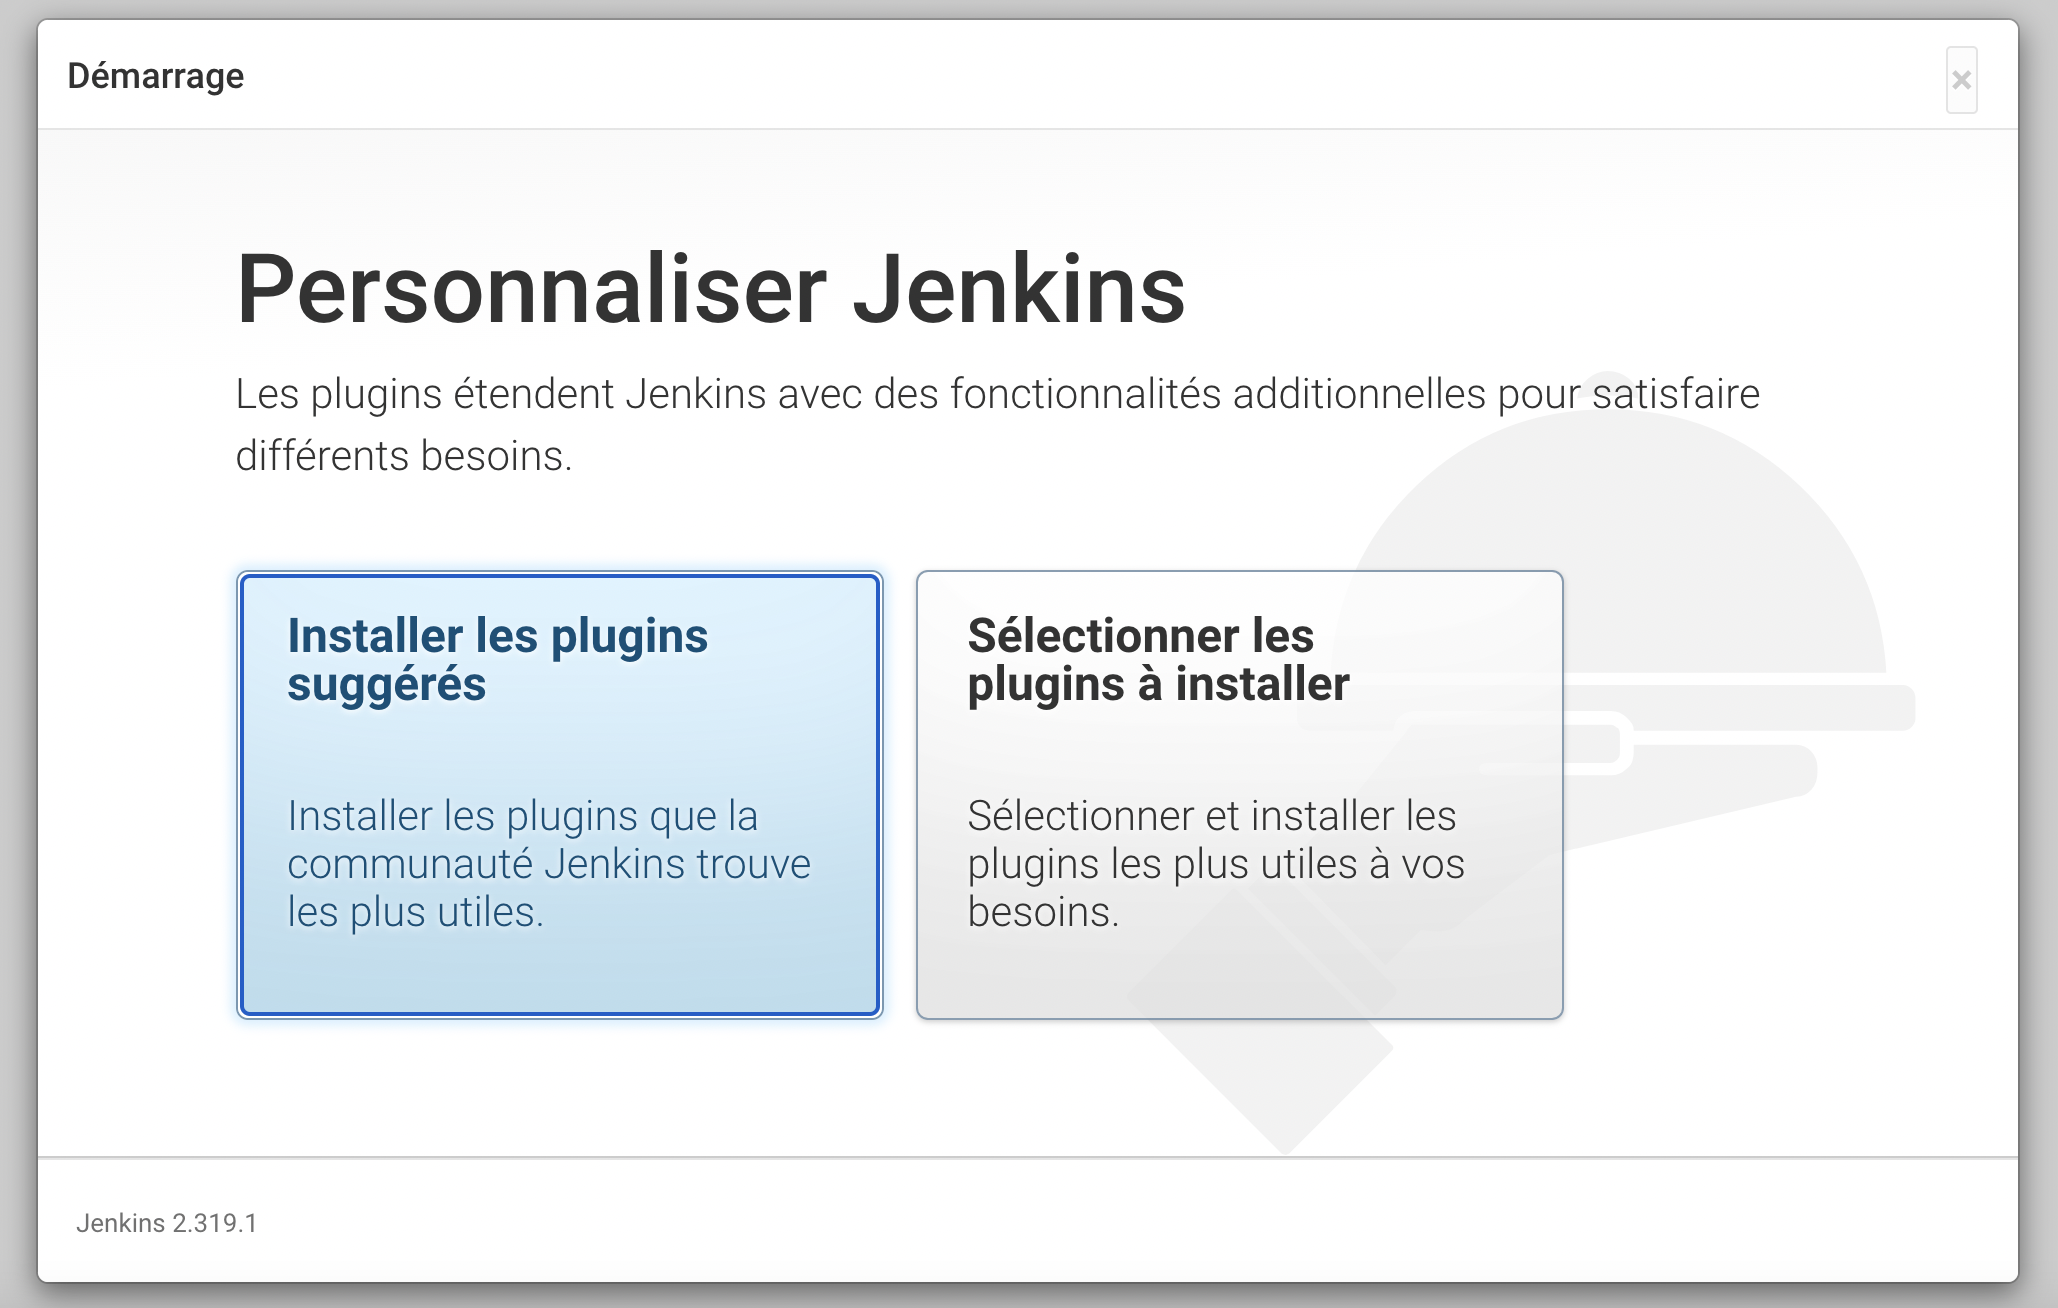 Démarrage
×
Personnaliser Jenkins
Les plugins étendent Jenkins avec des fonctionnalités additionnelles pour satisfaire
différents besoins.
Installer les plugins
suggérés
Installer les plugins que la
communauté Jenkins trouve
les plus utiles.
Sélectionner les
plugins à installer
Sélectionner et installer les
plugins les plus utiles à vos
besoins.
Jenkins 2.319.1